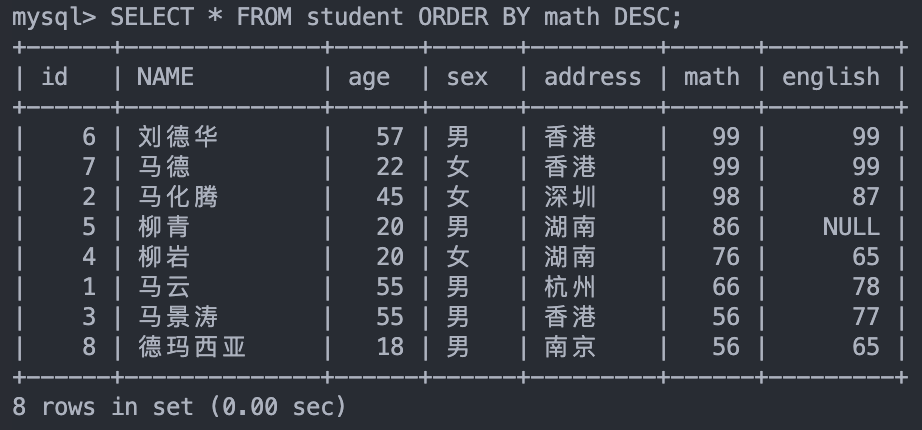 mysql> SELECT * FROM student ORDER BY math DESC;
+------+--------------+------+------+---------+------+---------+
| id   | NAME         | age  | sex  | address | math | english |
+------+--------------+------+------+---------+------+---------+
|    6 | 刘德华       |   57 | 男   | 香港    |   99 |      99 |
|    7 | 马德         |   22 | 女   | 香港    |   99 |      99 |
|    2 | 马化腾       |   45 | 女   | 深圳    |   98 |      87 |
|    5 | 柳青         |   20 | 男   | 湖南    |   86 |    NULL |
|    4 | 柳岩         |   20 | 女   | 湖南    |   76 |      65 |
|    1 | 马云         |   55 | 男   | 杭州    |   66 |      78 |
|    3 | 马景涛       |   55 | 男   | 香港    |   56 |      77 |
|    8 | 德玛西亚     |   18 | 男   | 南京    |   56 |      65 |
+------+--------------+------+------+---------+------+---------+
8 rows in set (0.00 sec)